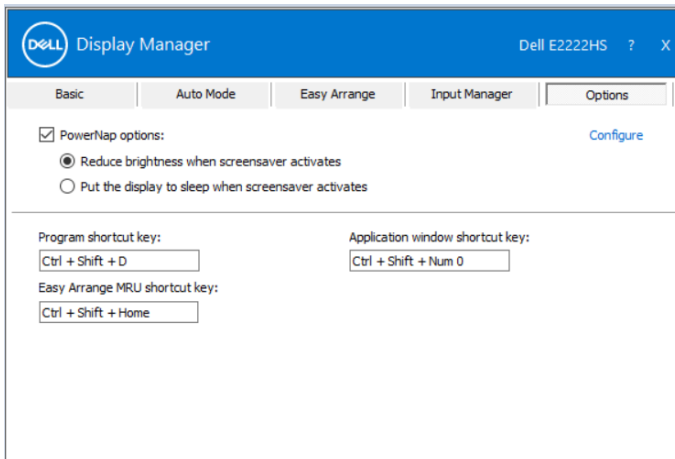 DELL Display Manager Dell E2222HS ? X
Basic Auto Mode Easy Arrange Input Manager Options
PowerNap options: Configure
Reduce brightness when screensaver activates
Put the display to sleep when screensaver activates
Program shortcut key: Application window shortcut key:
Ctrl + Shift + D Ctrl + Shift + Num 0
Easy Arrange MRU shortcut key:
Ctrl + Shift + Home